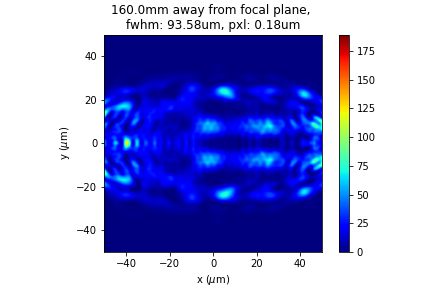 160.0mm away from focal plane,
fwhm: 93.58um, pxl: 0.18um
40
20
0
−20
−40
y (μm)
−40 −20 0 20 40
x (μm)
175
150
125
100
75
50
25
0